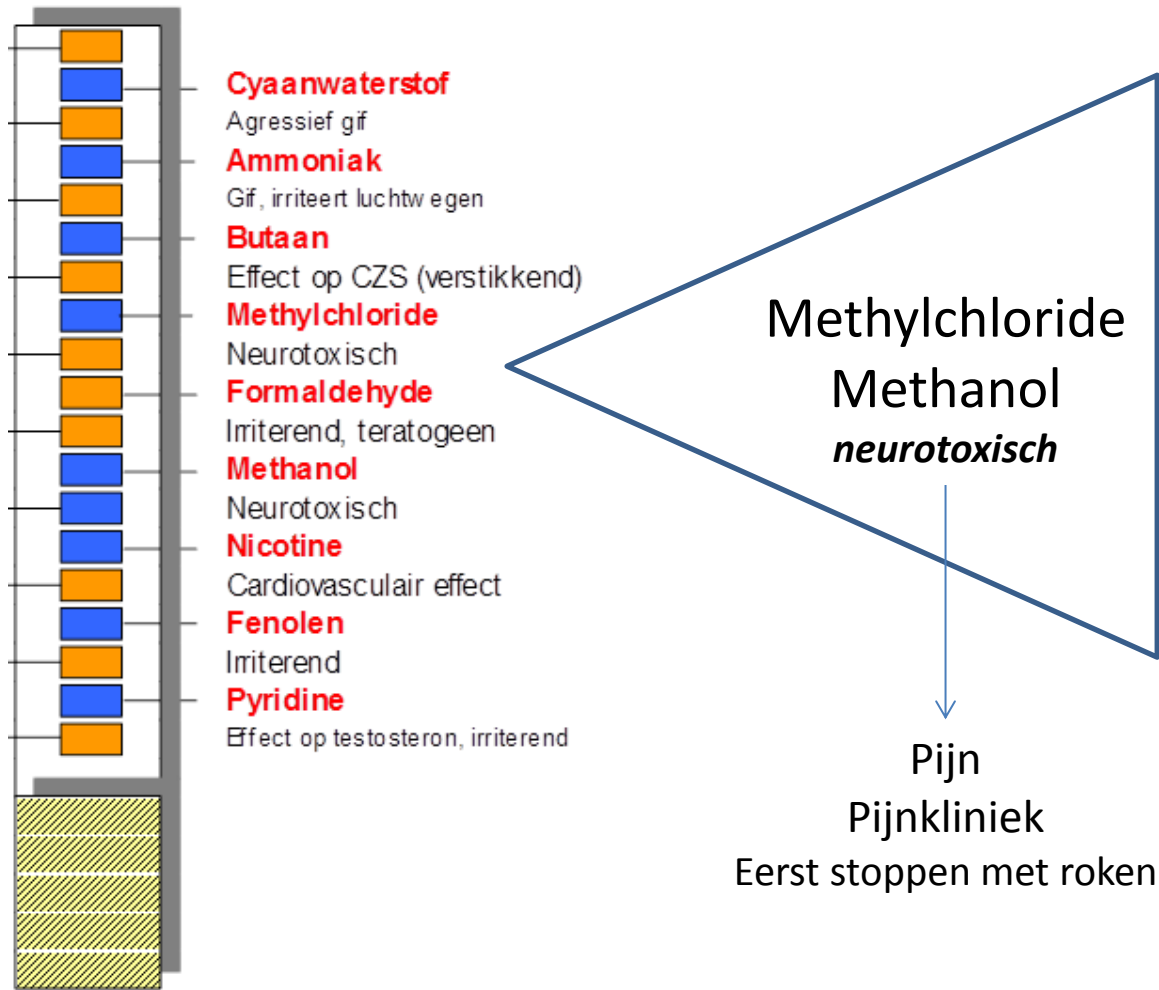 Cyaanwaterstof
Agressief gif
Ammoniak
Gif, irriteert luchtwegen
Butaan
Effect op CZS (verstikkend)
Methylchloride
Neurotoxisch
Formaldehyde
Irriterend, teratogeen
Methanol
Neurotoxisch
Nicotine
Cardiovasculair effect
Fenolen
Irriterend
Pyridine
Effect op testosteron, irriterend
Methylchloride
Methanol
neurotoxisch
Pijn
Pijnkliniek
Eerst stoppen met roken